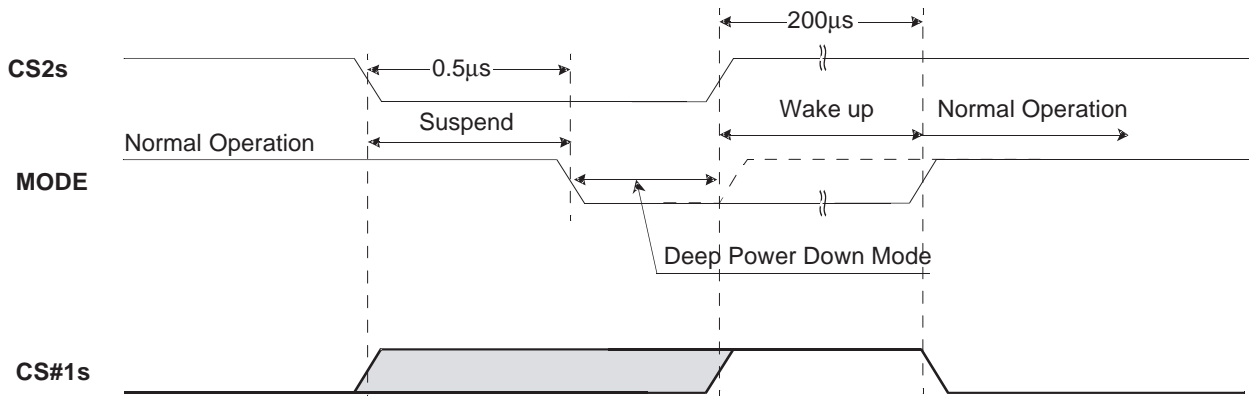 200μs
CS2s
0.5μs
Suspend
Wake up
Normal Operation
Normal Operation
MODE
Deep Power Down Mode
CS#1s